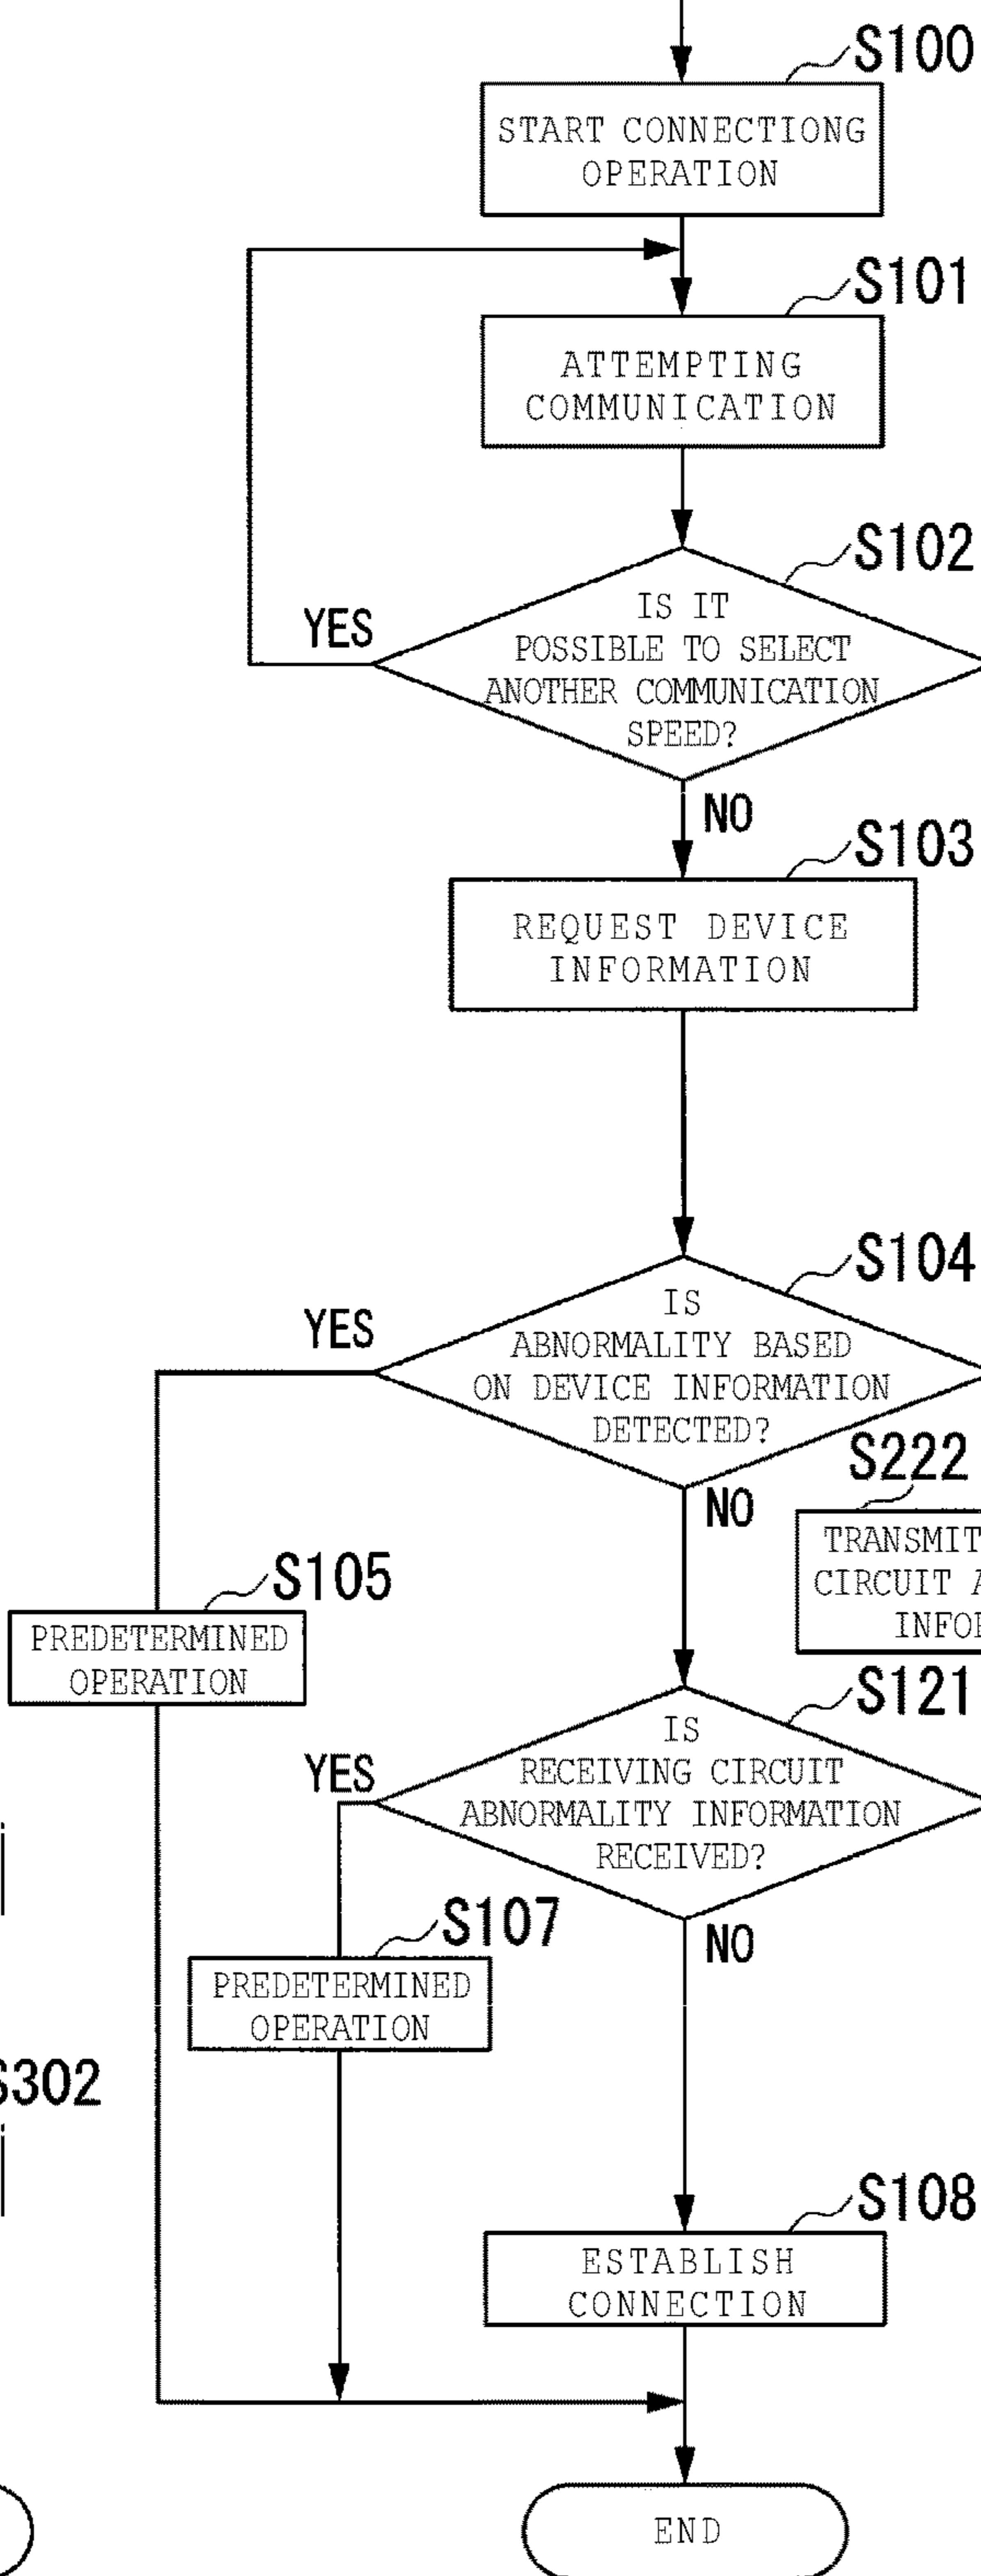 S100
START CONNECTIONG
OPERATION
S101
ATTEMPTING
COMMUNICATION
S102
IS IT
POSSIBLE TO SELECT
ANOTHER COMMUNICATION
SPEED?
YES
NO
S103
REQUEST DEVICE
INFORMATION
S104
IS
ABNORMALITY BASED
ON DEVICE INFORMATION
DETECTED?
YES
NO
S222
TRANSMIT
CIRCUIT
S105
PREDETERMINED
OPERATION
S121
IS
RECEIVING CIRCUIT
ABNORMALITY INFORMATION
RECEIVED?
YES
NO
S107
PREDETERMINED
OPERATION
S302
S108
ESTABLISH
CONNECTION
END